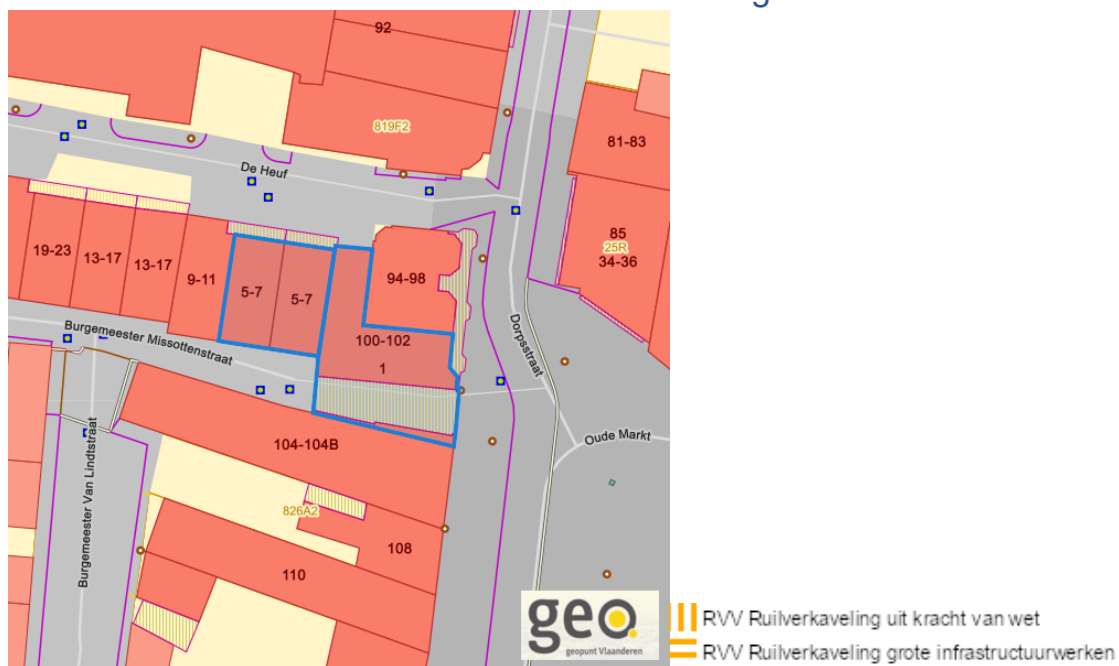 92
819F2
81-83
De Heuf
85
25R
34-36
19-23
13-17
13-17
9-11
5-7
5-7
94-98
100-102
1
Burgemeester Missottenstraat
Dorpsstraat
Oude Markt
104-104B
Burgemeester Van Lindtstraat
826A2
108
110
geo
geopunt Vlaanderen
RVV Ruilverkaveling uit kracht van wet
RVV Ruilverkaveling grote infrastructuurwerken